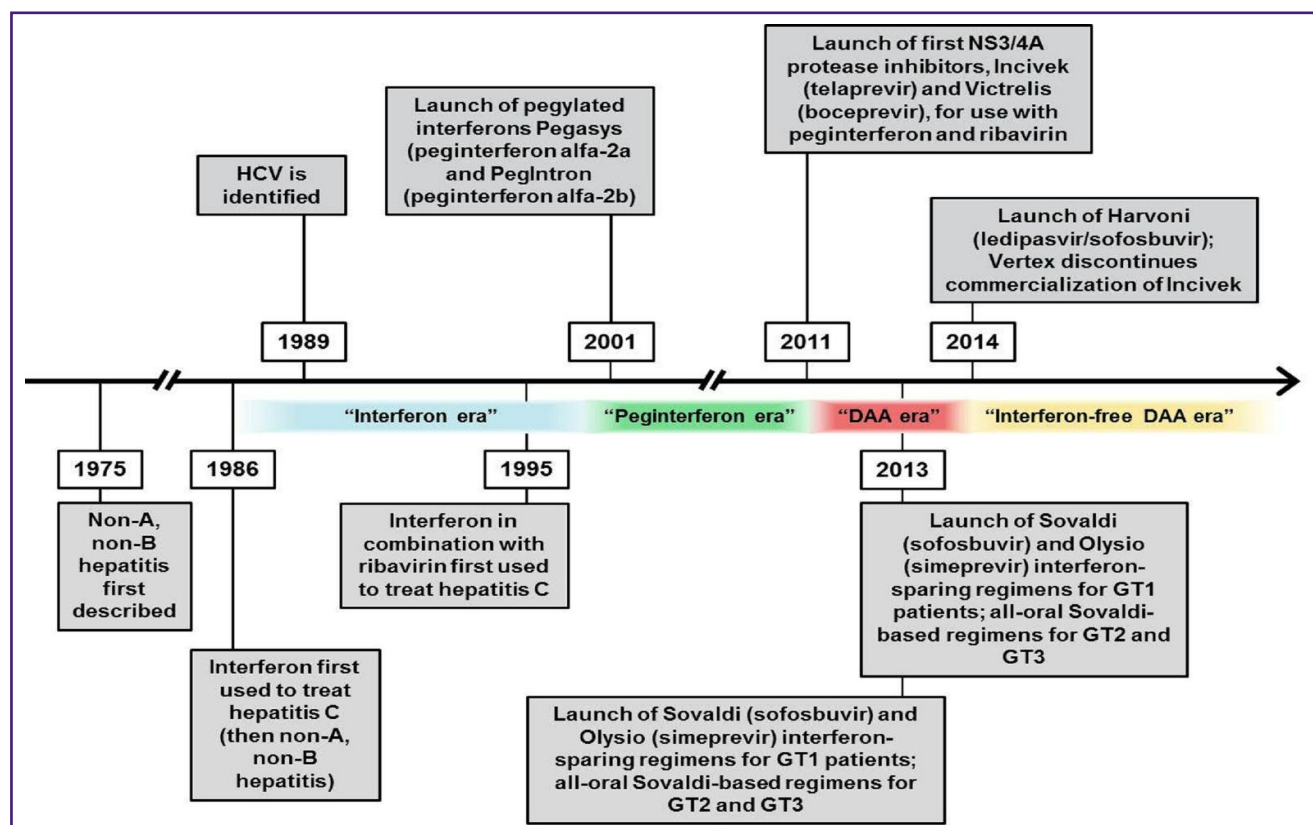 Launch of first NS3/4A
protease inhibitors, Incivek
(telaprevir) and Victrelis
(boceprevir), for use with
peginterferon and ribavirin
Launch of pegylated
interferons Pegasys
(peginterferon alfa-2a
and PegIntron
(peginterferon alfa-2b)
HCV is
identified
Launch of Harvoni
(ledipasvir/sofosbuvir);
Vertex discontinues
commercialization of Incivek
1989
2001
2011
2014
“Interferon era”
“Peginterferon era”
“DAA era”
“Interferon-free DAA era”
1975
1986
1995
2013
Non-A,
non-B
hepatitis
first
described
Interferon in
combination with
ribavirin first used
to treat hepatitis C
Launch of Sovaldi
(sofosbuvir) and Olysio
(simeprevir) interferon-
sparing regimens for GT1
patients; all-oral Sovaldi-
based regimens for GT2 and
GT3
Interferon first
used to treat
hepatitis C
(then non-A,
non-B
hepatitis)
Launch of Sovaldi (sofosbuvir) and
Olysio (simeprevir) interferon-
sparing regimens for GT1 patients;
all-oral Sovaldi-based regimens for
GT2 and GT3